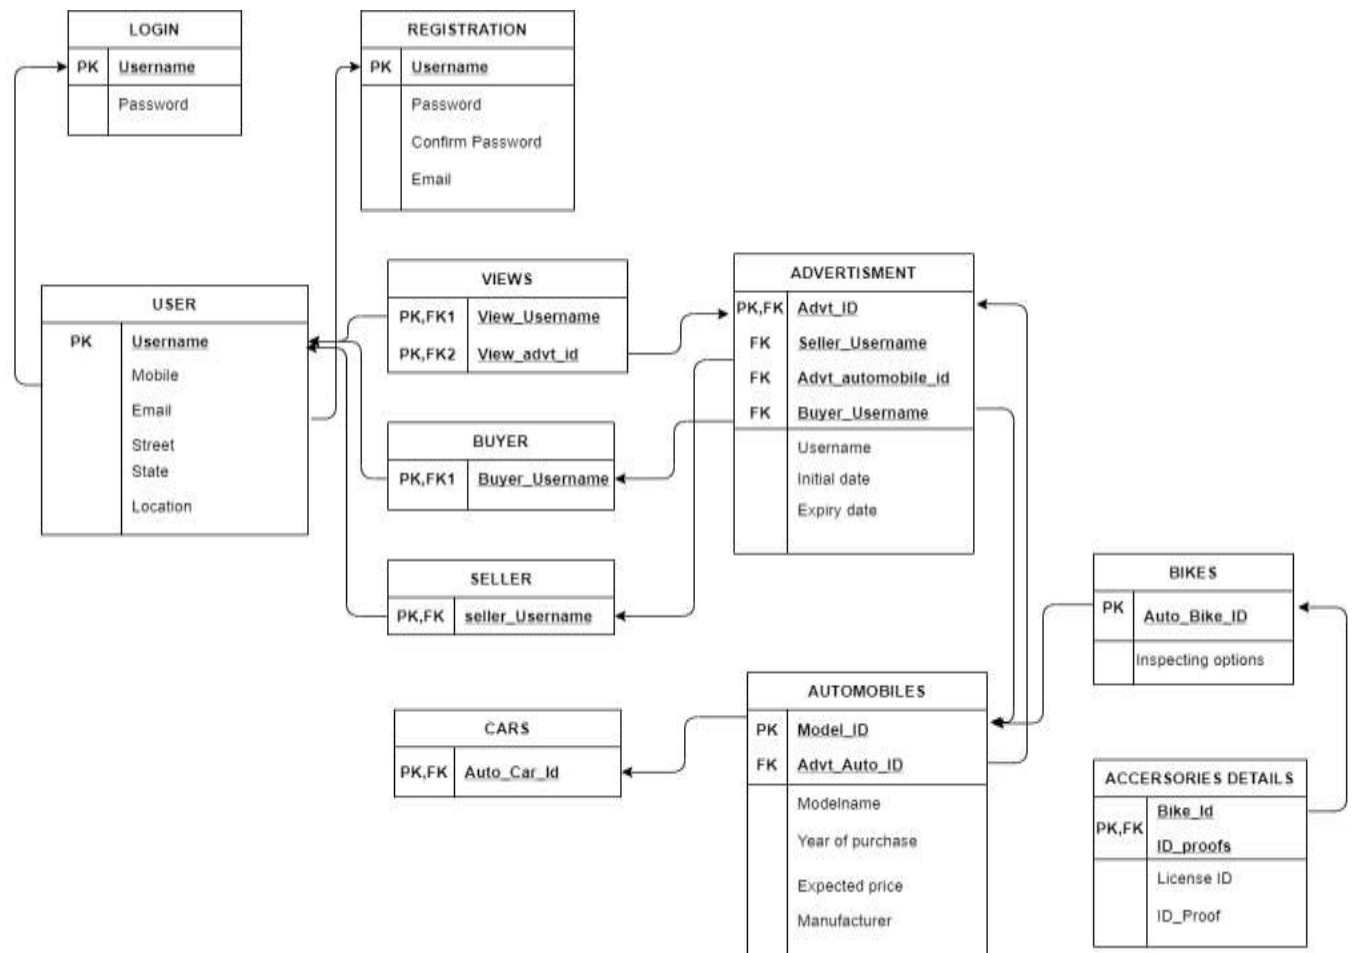 LOGIN
PK Username
Password
REGISTRATION
PK Username
Password
Confirm Password
Email
USER
PK Username
Mobile
Email
Street
State
Location
VIEWS
PK,FK1 View_Username
PK,FK2 View_advt_id
BUYER
PK,FK1 Buyer_Username
SELLER
PK,FK seller_Username
ADVERTISMENT
PK,FK Advt_ID
FK Seller_Username
FK Advt_automobile_id
FK Buyer_Username
Username
Initial date
Expiry date
CARS
PK,FK Auto_Car_Id
AUTOMOBILES
PK Model_ID
FK Advt_Auto_ID
Modelname
Year of purchase
Expected price
Manufacturer
BIKES
PK Auto_Bike_ID
Inspecting options
ACCERSORIES DETAILS
PK,FK Bike_Id
ID_proofs
License ID
ID_Proof